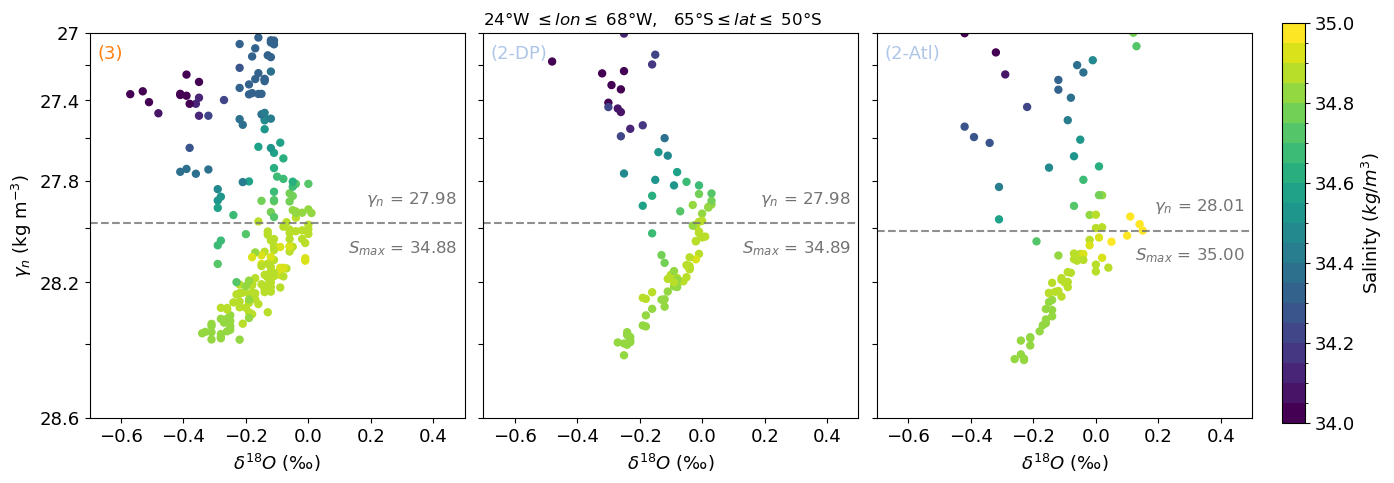 24°W ≤ lon ≤ 68°W, 65°S ≤ lat ≤ 50°S
(3)
(2-DP)
(2-Atl)
27
27.4
27.8
28.2
28.6
γn (kg m⁻³)
γn = 27.98
Smax = 34.88
γn = 27.98
Smax = 34.89
γn = 28.01
Smax = 35.00
−0.6 −0.4 −0.2 0.0 0.2 0.4
−0.6 −0.4 −0.2 0.0 0.2 0.4
−0.6 −0.4 −0.2 0.0 0.2 0.4
δ¹⁸O (‰)
δ¹⁸O (‰)
δ¹⁸O (‰)
35.0
34.8
34.6
34.4
34.2
34.0
Salinity (kg/m³)